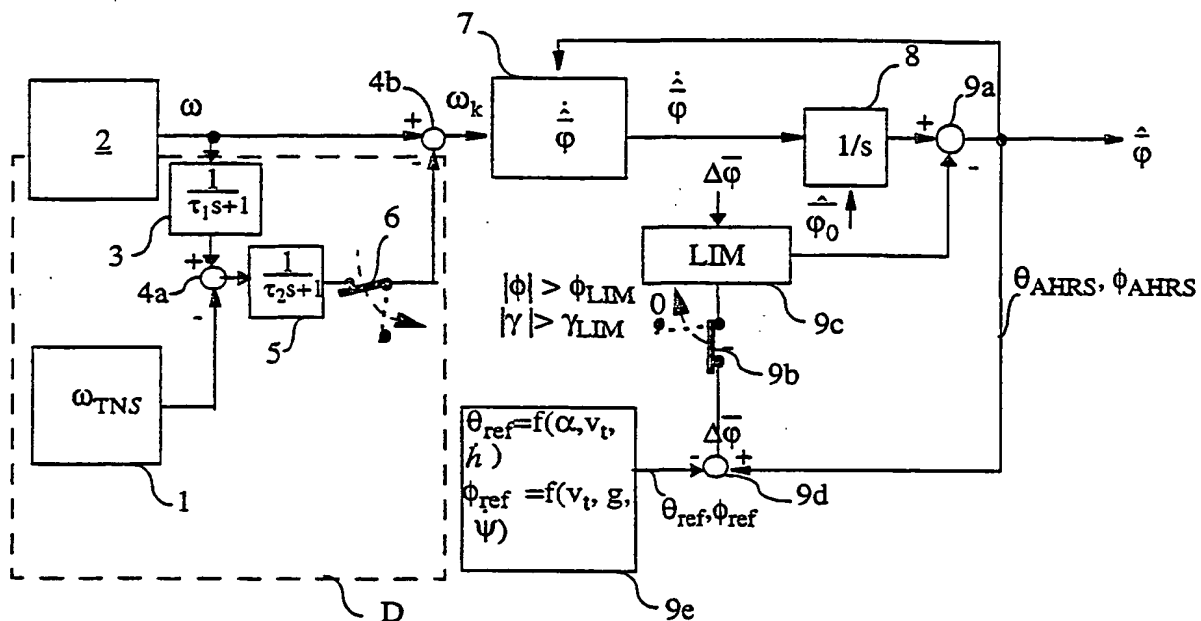 7
8
4b
9a
ω
ω_k
2
+
-
φ̇̂
φ̇̂
1/s
+
-
φ̂
1
τ₁s+1
3
Δφ̅
φ̂₀
LIM
6
+
4a
-
1
τ₂s+1
5
|ϕ| > ϕ_LIM
|γ| > γ_LIM
0
9c
θ_AHRS, ϕ_AHRS
9b
ω_TNS
1
θ_ref=f(α,v_t,
ḣ)
ϕ_ref =f(v_t, g,
ψ̇)
Δφ̅
-
+
9d
θ_ref,ϕ_ref
D
9e